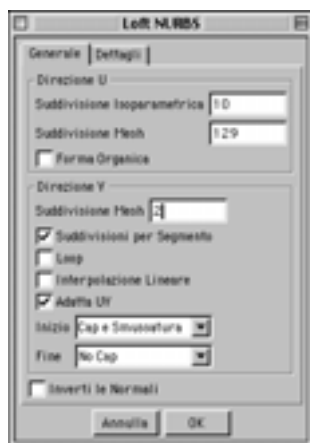 Loft NURBS
Generale Dettagli
Direzione U
Suddivisione Isoparametrica 10
Suddivisione Mesh 129
Forma Organica
Direzione V
Suddivisione Mesh 2
Suddivisioni per Segmento
Loop
Interpolazione Lineare
Adatta UV
Inizio Cap e Smussatura
Fine No Cap
Inverti le Normali
Annulla OK